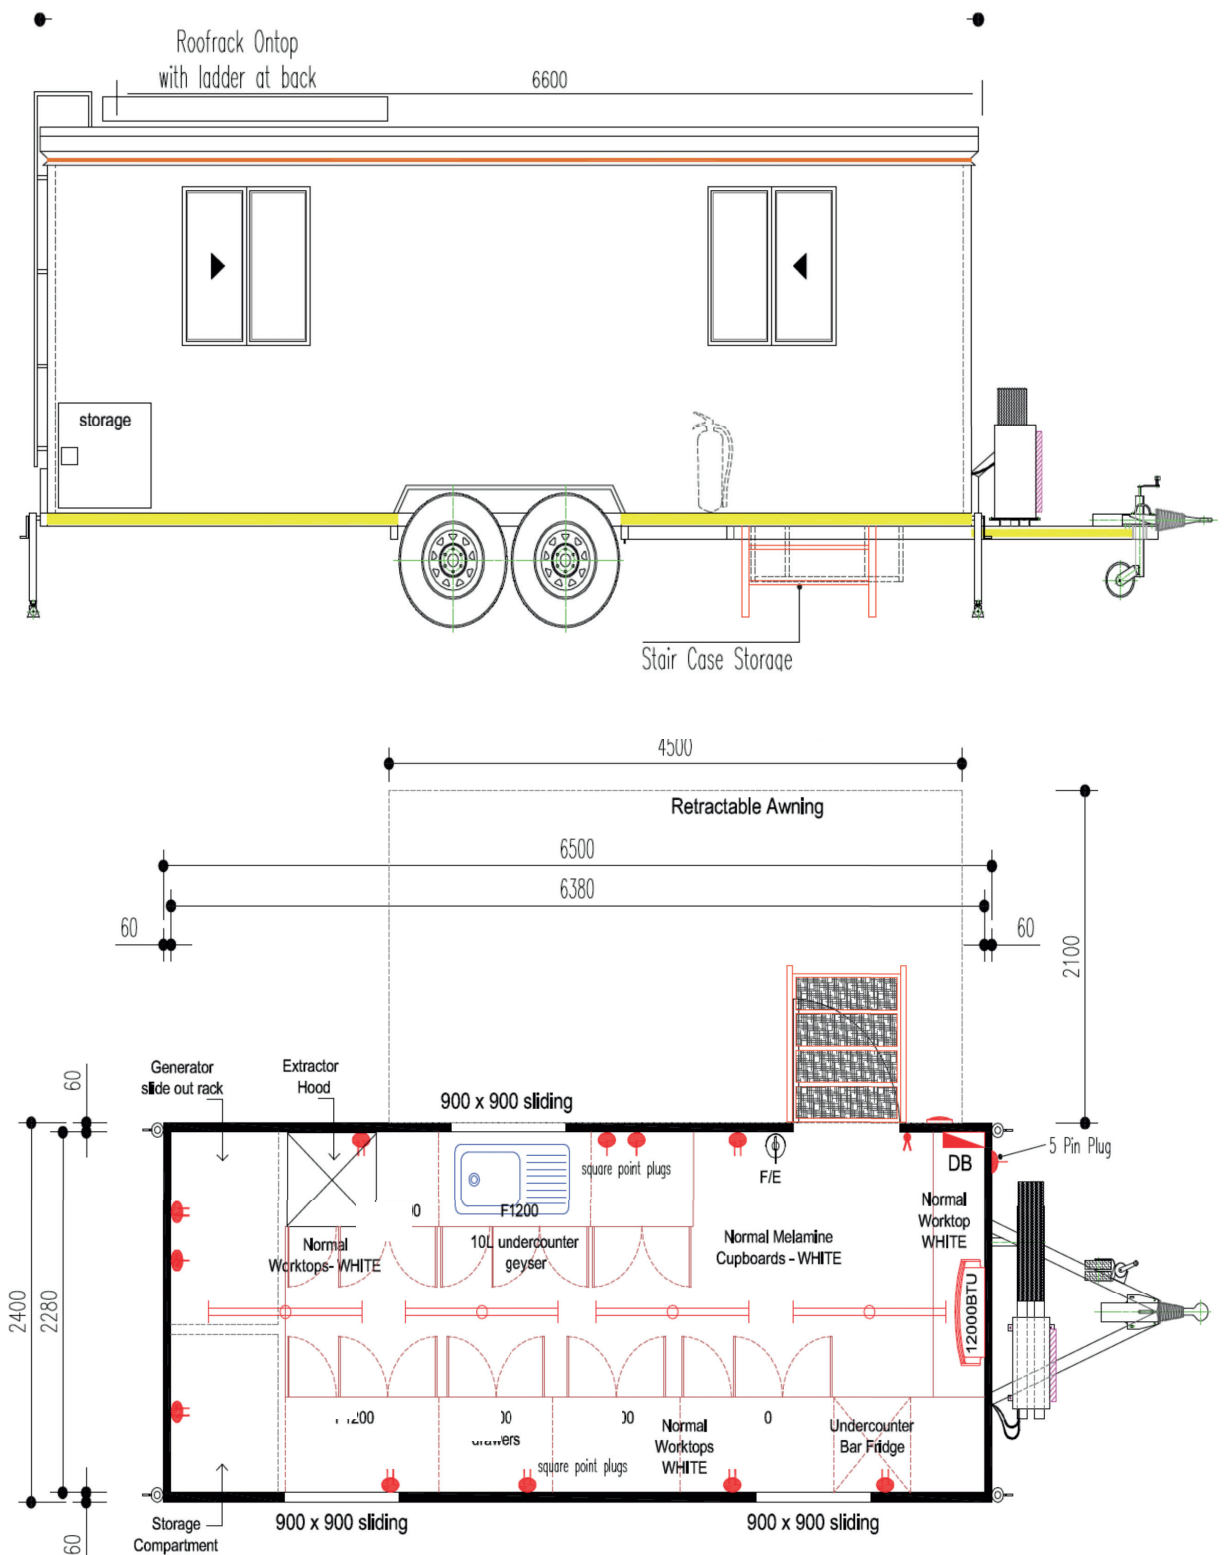 Roofrack Ontop
with ladder at back
6600
storage
Stair Case Storage
4500
Retractable Awning
6500
6380
60
60
2100
Generator
slide out rack
Extractor
Hood
60
900 x 900 sliding
5 Pin Plug
square point plugs
F/E
DB
F1200
Normal
Worktop
WHITE
Normal
Worktops- WHITE
10L undercounter
geyser
Normal Melamine
Cupboards - WHITE
2400
2280
12000BTU
Normal
Worktops
WHITE
Undercounter
Bar Fridge
square point plugs
900 x 900 sliding
900 x 900 sliding
Storage
Compartment
60